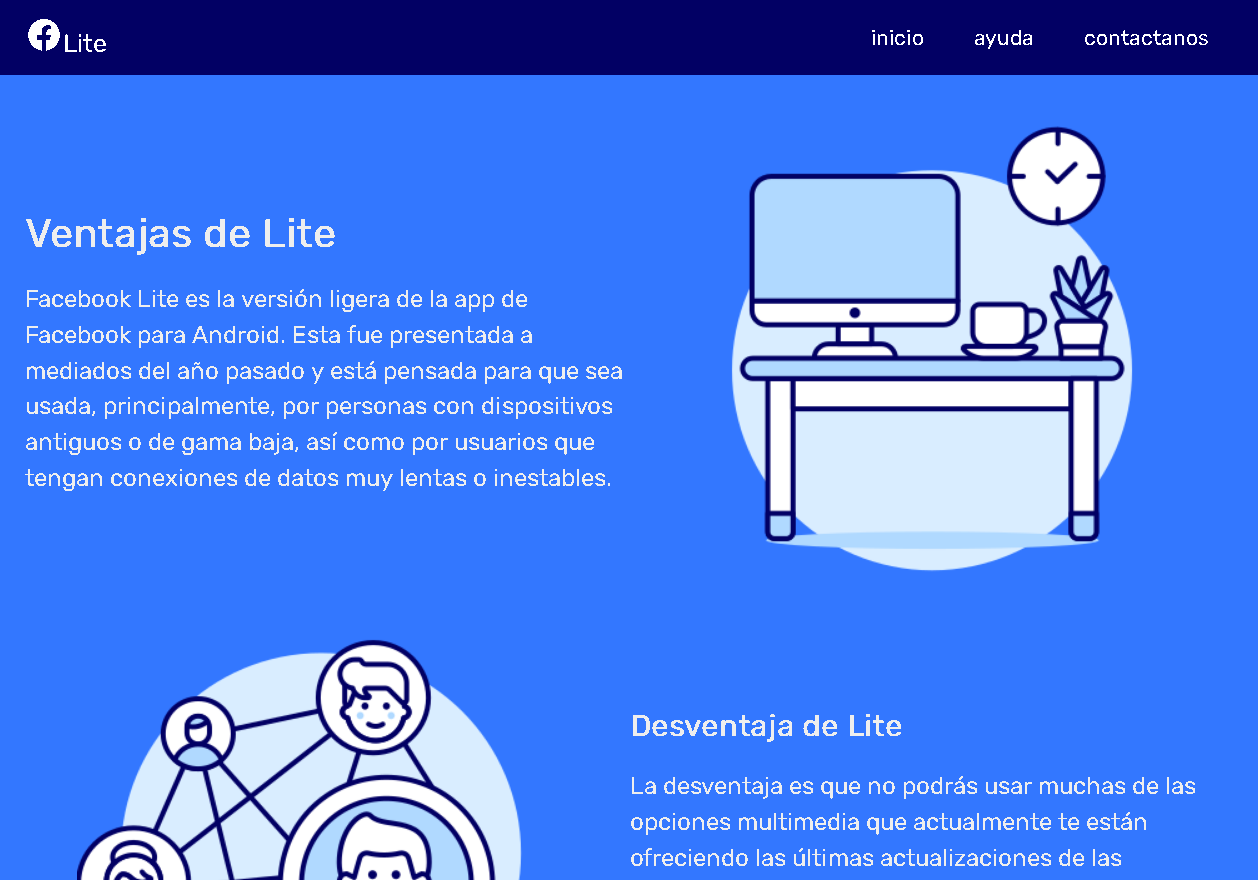 Lite
inicio ayuda contactanos
Ventajas de Lite
Facebook Lite es la versión ligera de la app de
Facebook para Android. Esta fue presentada a
mediados del año pasado y está pensada para que sea
usada, principalmente, por personas con dispositivos
antiguos o de gama baja, así como por usuarios que
tengan conexiones de datos muy lentas o inestables.
Desventaja de Lite
La desventaja es que no podrás usar muchas de las
opciones multimedia que actualmente te están
ofreciendo las últimas actualizaciones de las